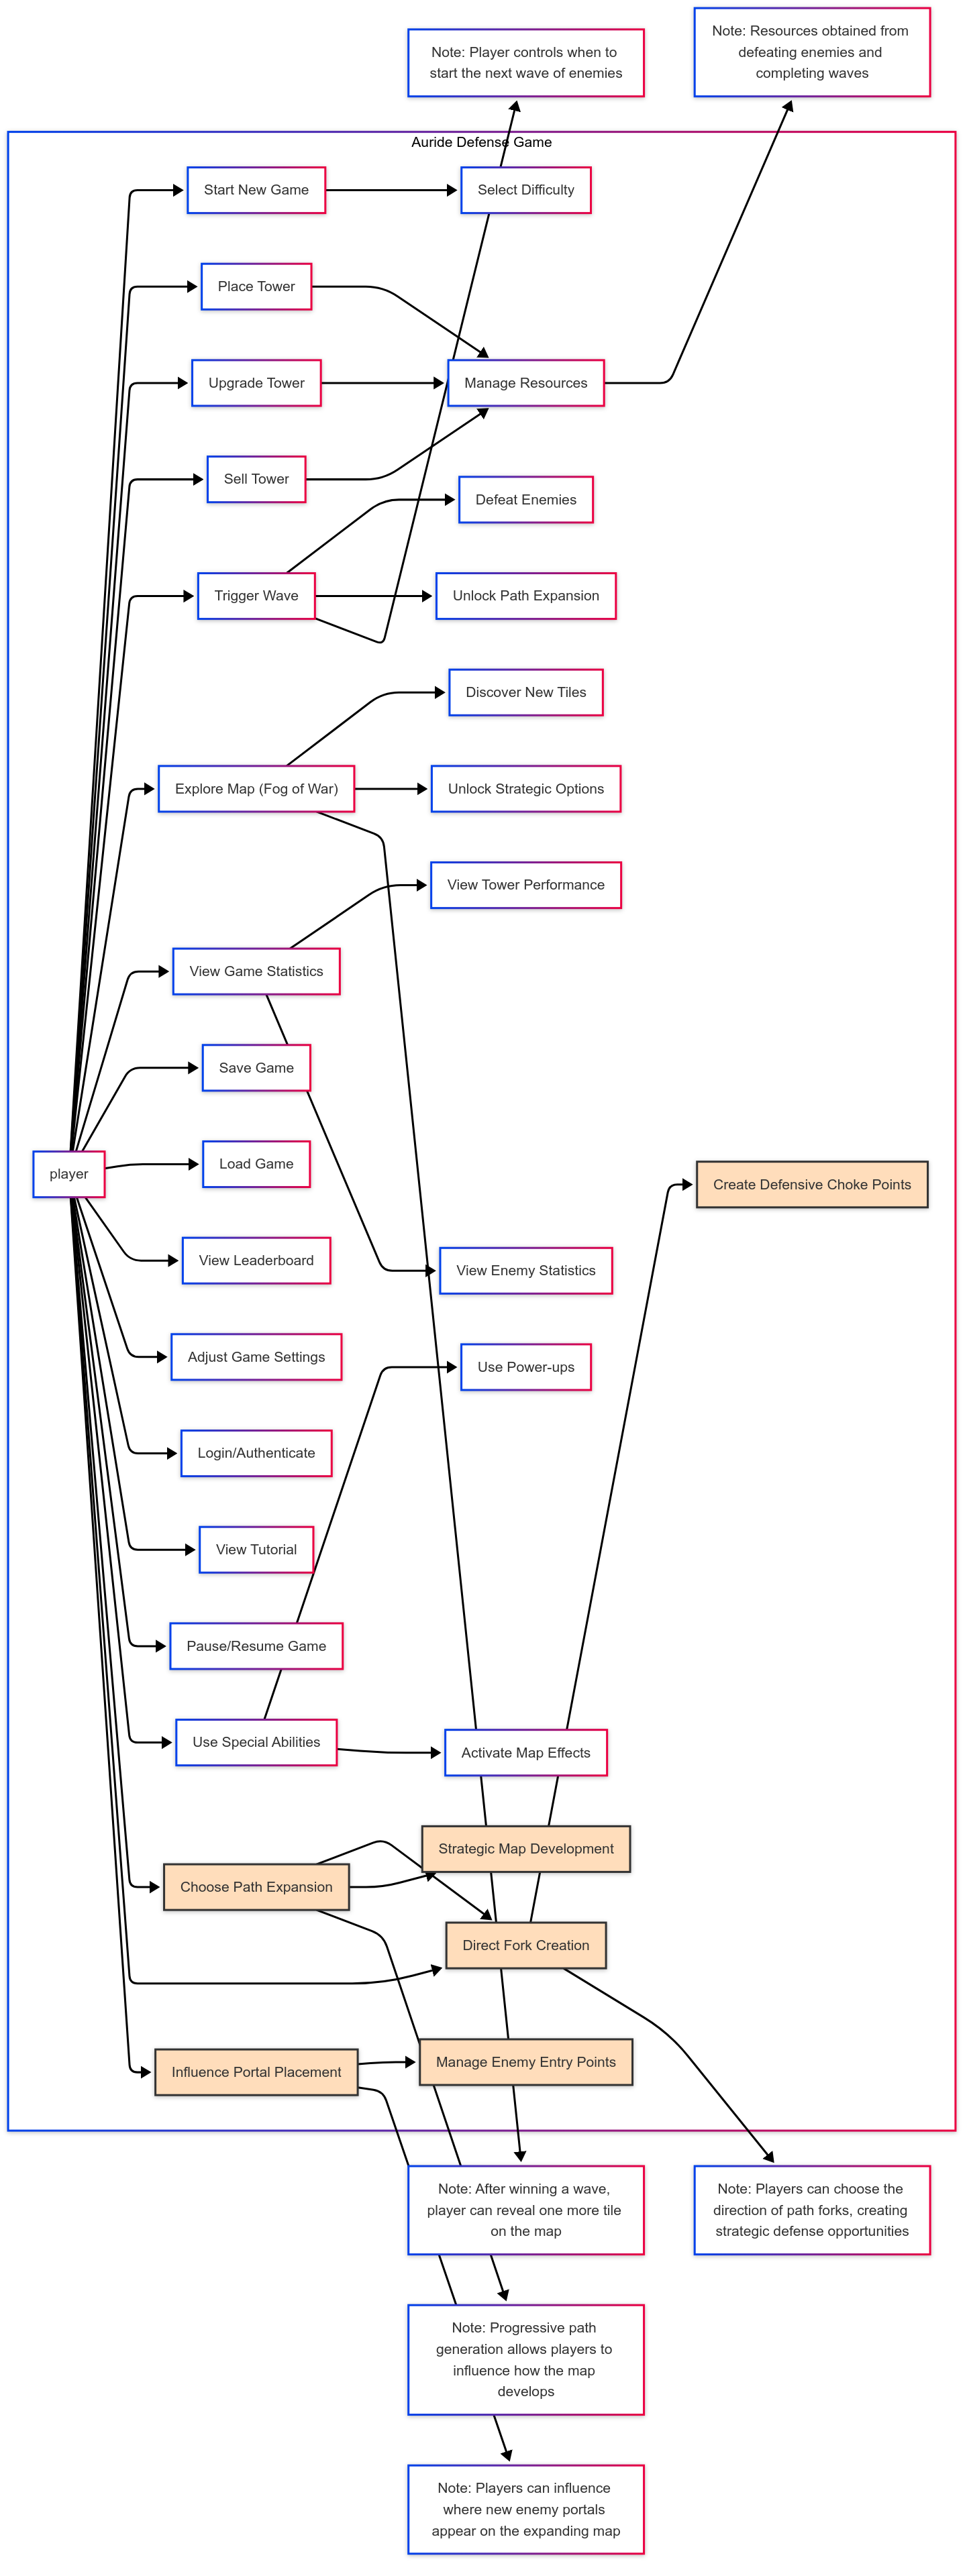 Note: Player controls when to
start the next wave of enemies
Note: Resources obtained from
defeating enemies and
completing waves
Auride Defense Game
Start New Game
Select Difficulty
Place Tower
Upgrade Tower
Manage Resources
Sell Tower
Defeat Enemies
Trigger Wave
Unlock Path Expansion
Discover New Tiles
Explore Map (Fog of War)
Unlock Strategic Options
View Tower Performance
View Game Statistics
Save Game
Load Game
player
Create Defensive Choke Points
View Leaderboard
View Enemy Statistics
Adjust Game Settings
Use Power-ups
Login/Authenticate
View Tutorial
Pause/Resume Game
Use Special Abilities
Activate Map Effects
Strategic Map Development
Choose Path Expansion
Direct Fork Creation
Manage Enemy Entry Points
Influence Portal Placement
Note: After winning a wave,
player can reveal one more tile
on the map
Note: Players can choose the
direction of path forks, creating
strategic defense opportunities
Note: Progressive path
generation allows players to
influence how the map
develops
Note: Players can influence
where new enemy portals
appear on the expanding map